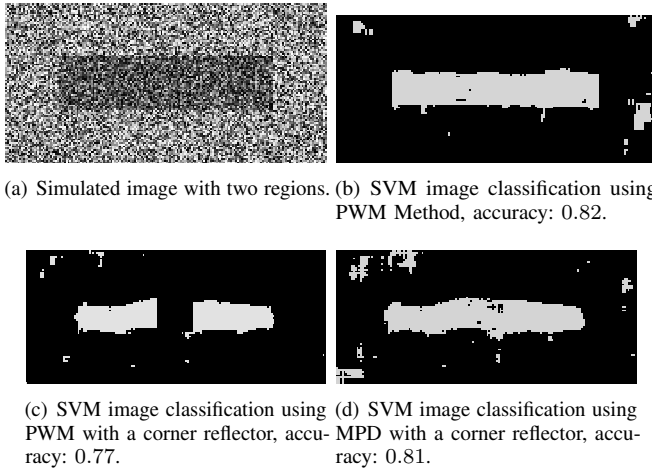 (a) Simulated image with two regions.
(b) SVM image classification using
PWM Method, accuracy: 0.82.
(c) SVM image classification using
PWM with a corner reflector, accu-
racy: 0.77.
(d) SVM image classification using
MPD with a corner reflector, accu-
racy: 0.81.